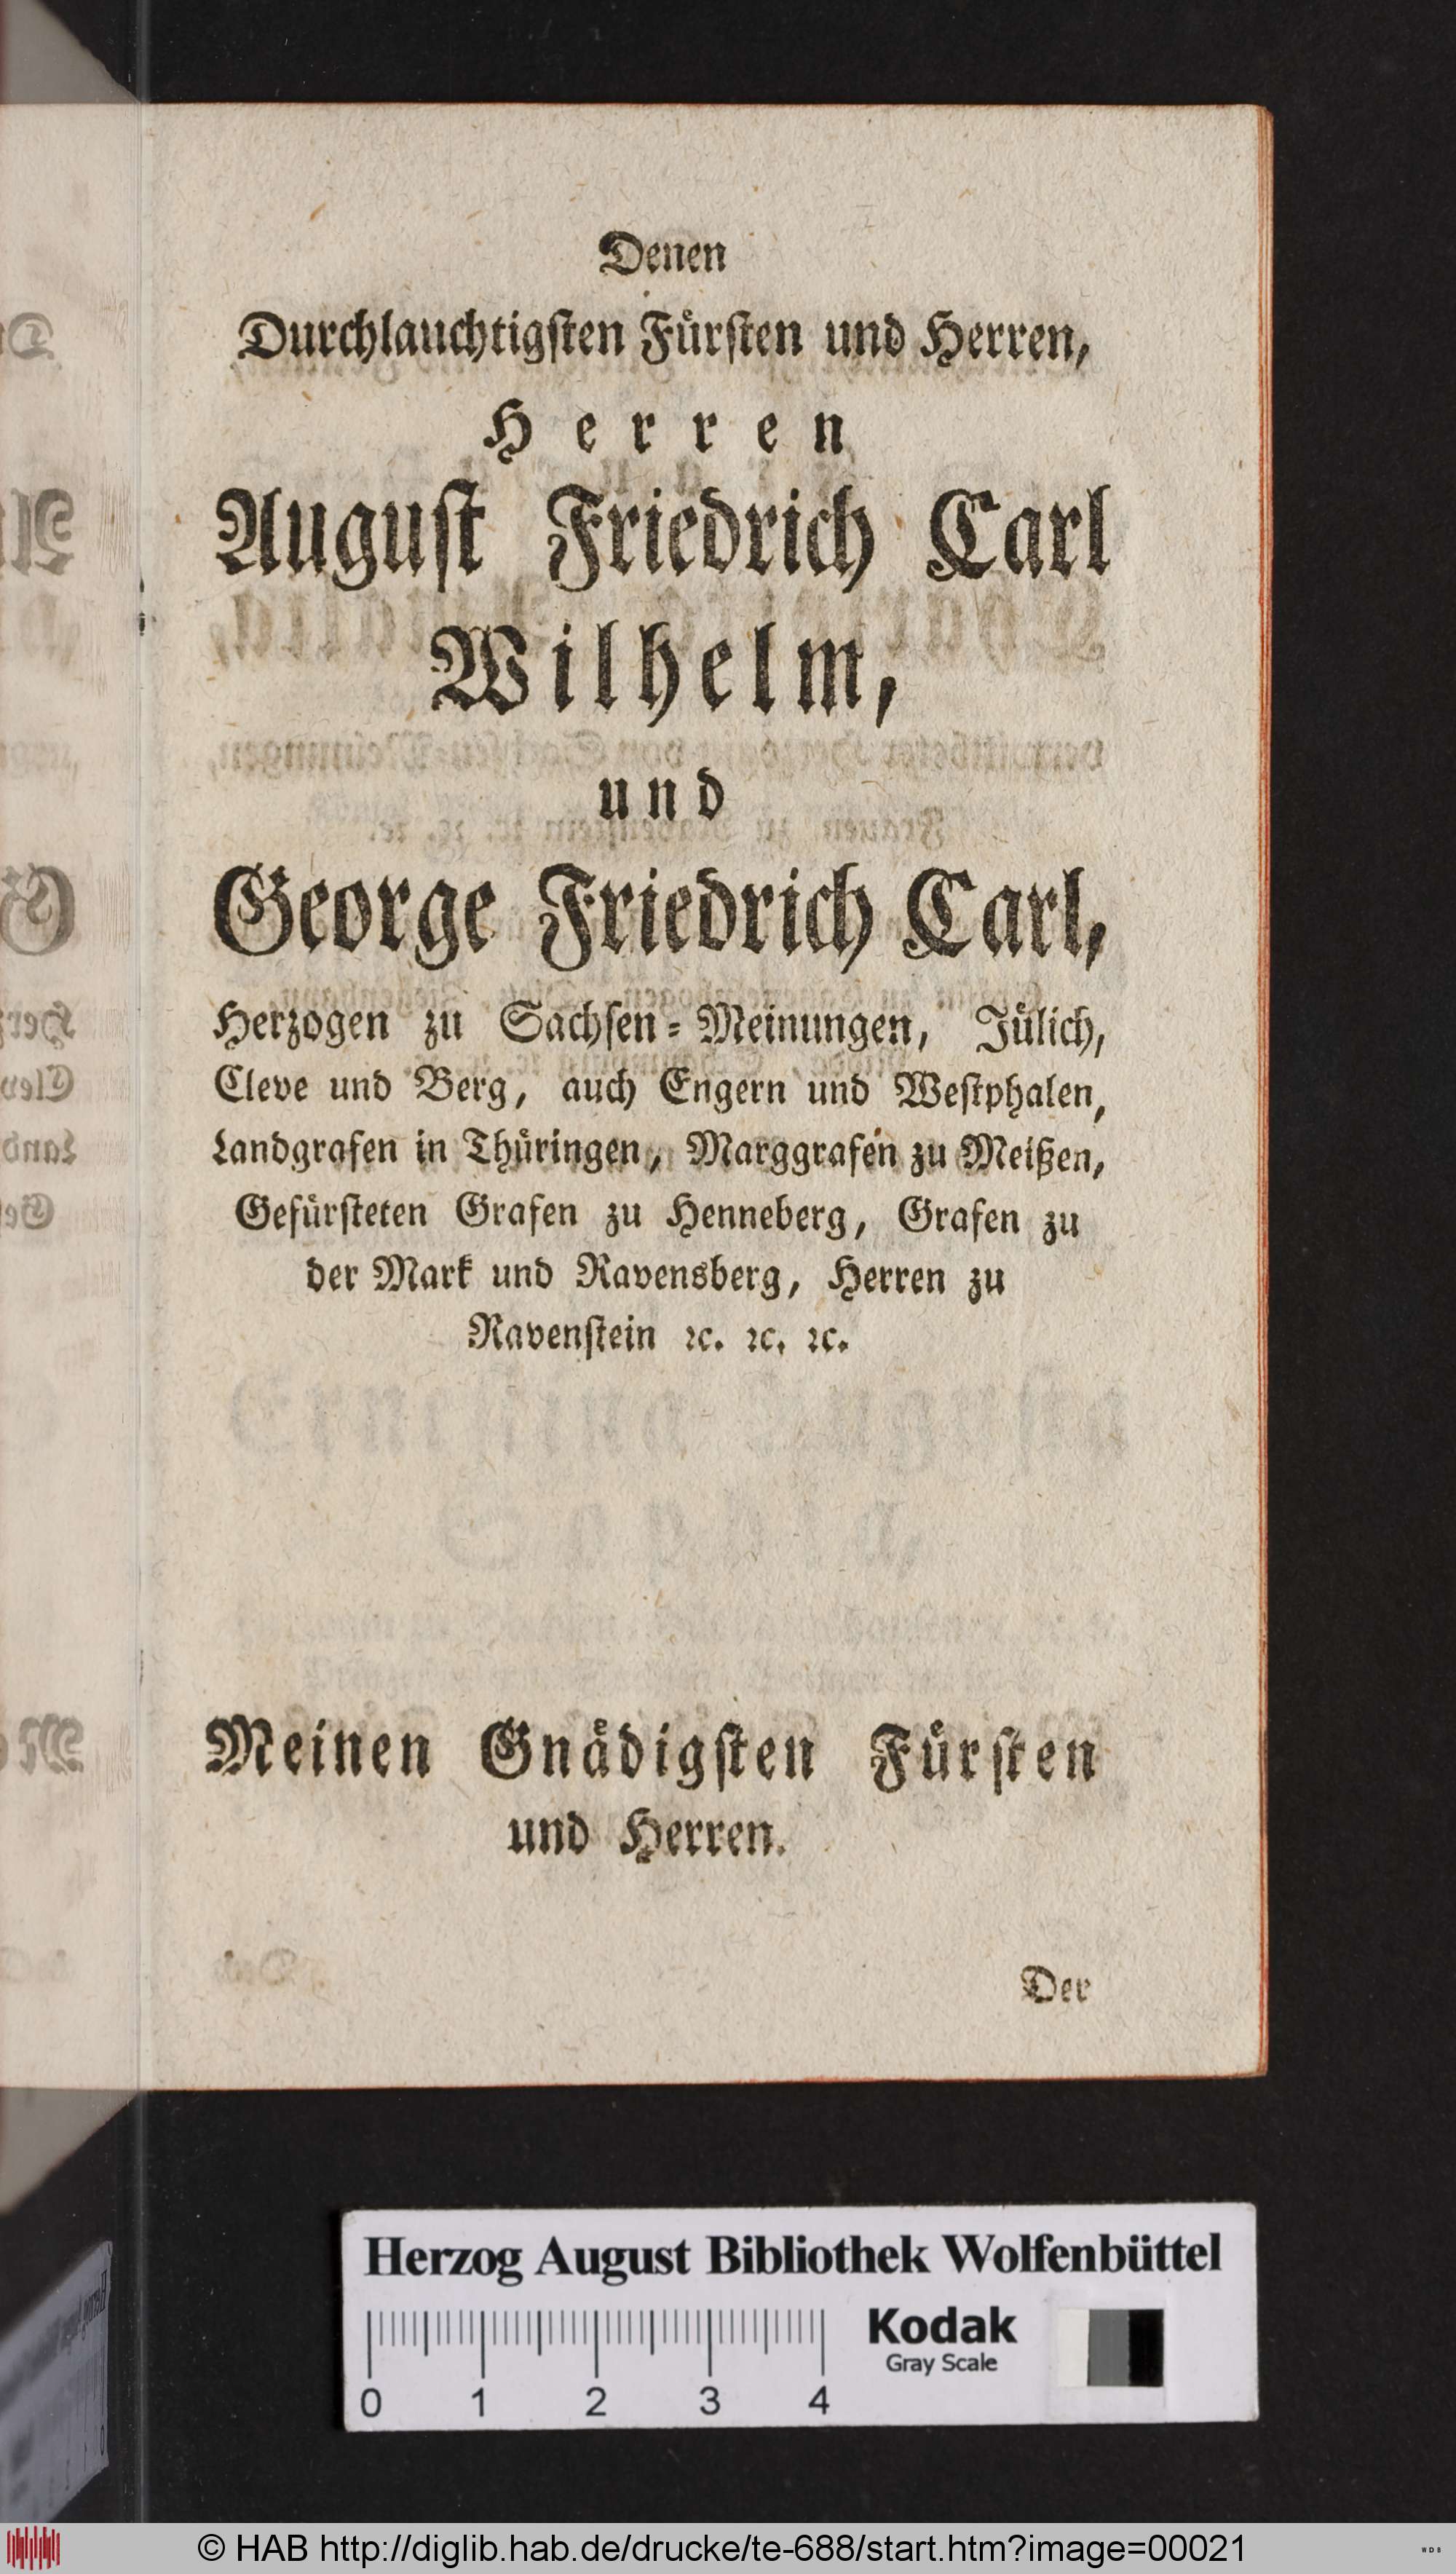 Denen
Durchlauchtigſten Fürſten und Herren,
Herren
Auguſt Friedrich Carl
Wilhelm,
und
George Friedrich Carl,
Herzogen zu Sachſen-Meinungen, Jülich,
Cleve und Berg, auch Engern und Weſtphalen,
Landgrafen in Thüringen, Marggrafen zu Meißen,
Gefürſteten Grafen zu Henneberg, Grafen zu
der Mark und Ravensberg, Herren zu
Ravenſtein ꝛc. ꝛc. ꝛc.
Meinen Gnädigſten Fürſten
und Herren.
Der
Herzog August Bibliothek Wolfenbüttel
Kodak
Gray Scale
0 1 2 3 4
© HAB http://diglib.hab.de/drucke/te-688/start.htm?image=00021